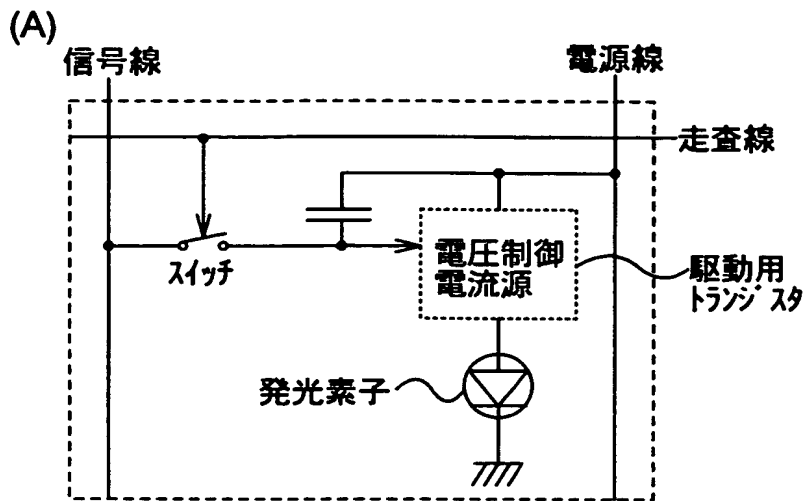 (A)
信号線
電源線
走査線
スイッチ
電圧制御
電流源
駆動用
トランジスタ
発光素子